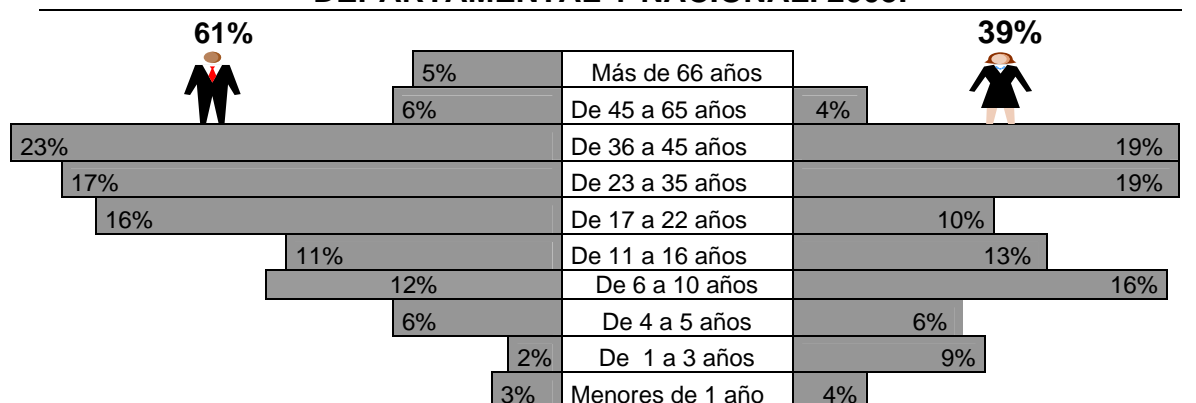 61% 39%
5% Más de 66 años
6% De 45 a 65 años 4%
23% De 36 a 45 años 19%
17% De 23 a 35 años 19%
16% De 17 a 22 años 10%
11% De 11 a 16 años 13%
12% De 6 a 10 años 16%
6% De 4 a 5 años 6%
2% De 1 a 3 años 9%
3% Menores de 1 año 4%